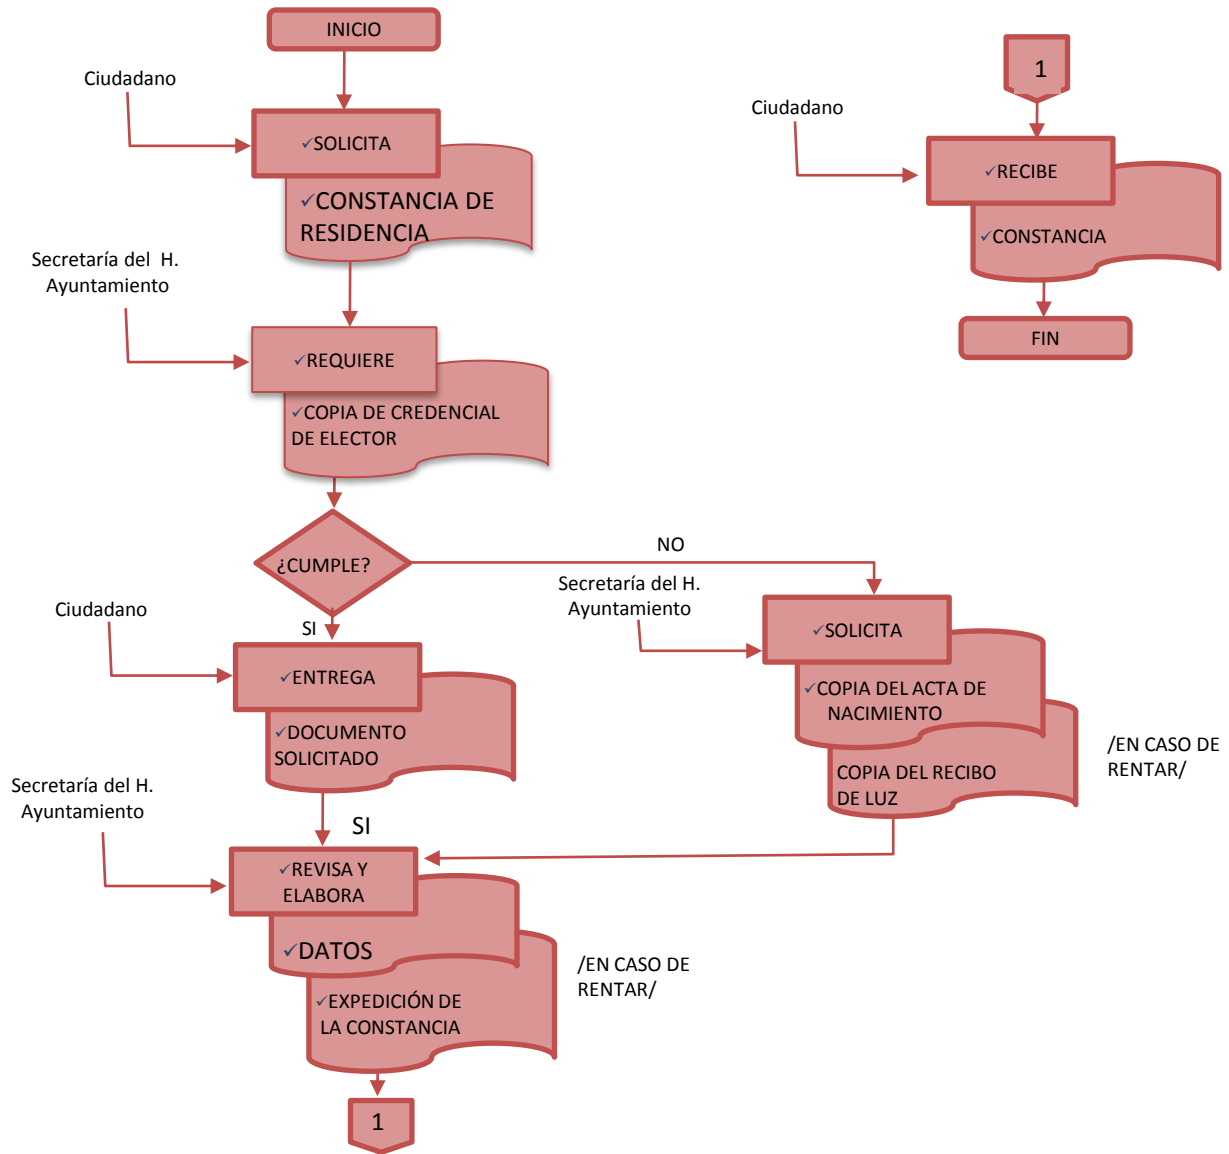 INICIO
Ciudadano
✓SOLICITA
✓CONSTANCIA DE
RESIDENCIA
Secretaría del H.
Ayuntamiento
✓REQUIERE
✓COPIA DE CREDENCIAL
DE ELECTOR
¿CUMPLE?
NO
SI
Ciudadano
✓ENTREGA
✓DOCUMENTO
SOLICITADO
Secretaría del H.
Ayuntamiento
✓SOLICITA
✓COPIA DEL ACTA DE
NACIMIENTO
COPIA DEL RECIBO
DE LUZ
/EN CASO DE
RENTAR/
SI
Secretaría del H.
Ayuntamiento
✓REVISA Y
ELABORA
✓DATOS
✓EXPEDICIÓN DE
LA CONSTANCIA
/EN CASO DE
RENTAR/
1
1
Ciudadano
✓RECIBE
✓CONSTANCIA
FIN